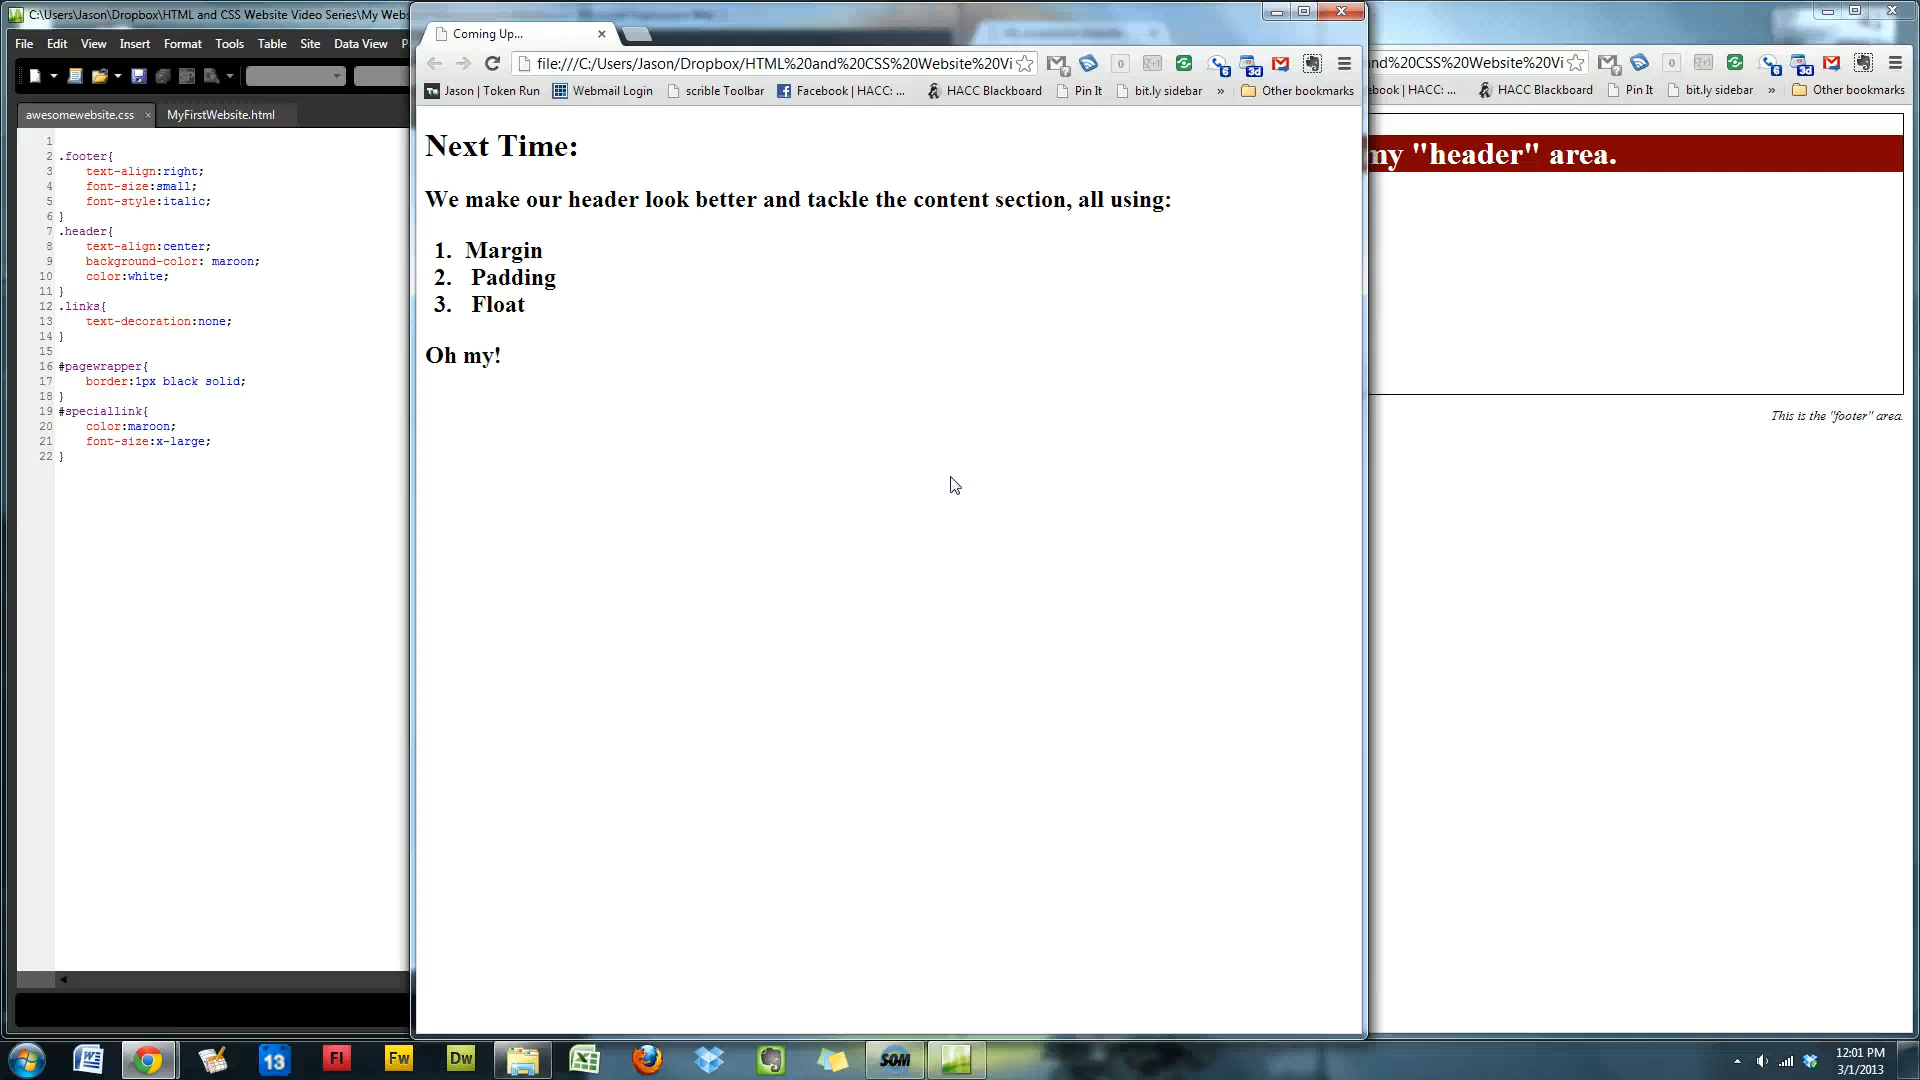 C:\Users\Jason\Dropbox\HTML and CSS Website Video Series\My Webs
File Edit View Insert Format Tools Table Site Data View P
awesomewebsite.css × MyFirstWebsite.html
1
2 .footer{
3 text-align:right;
4 font-size:small;
5 font-style:italic;
6 }
7 .header{
8 text-align:center;
9 background-color: maroon;
10 color:white;
11 }
12 .links{
13 text-decoration:none;
14 }
15
16 #pagewrapper{
17 border:1px black solid;
18 }
19 #speciallink{
20 color:maroon;
21 font-size:x-large;
22 }
Coming Up... ×
file:///C:/Users/Jason/Dropbox/HTML%20and%20CSS%20Website%20Vi
Jason | Token Run Webmail Login scrible Toolbar Facebook | HACC: ... HACC Blackboard Pin It bit.ly sidebar » Other bookmarks
Next Time:
We make our header look better and tackle the content section, all using:
1. Margin
2. Padding
3. Float
Oh my!
nd%20CSS%20Website%20Vi
ebook | HACC: ... HACC Blackboard Pin It bit.ly sidebar » Other bookmarks
my "header" area.
This is the "footer" area.
13 Fl Fw Dw SOM
12:01 PM
3/1/2013